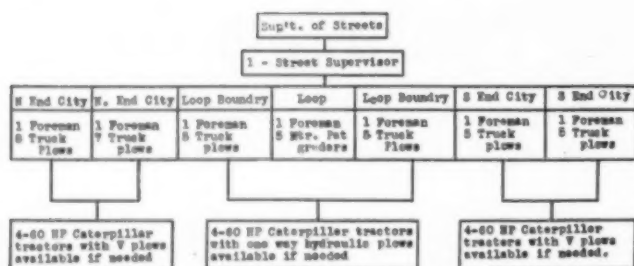 Sup't. of Streets
1 - Street Supervisor
N End City
1 Foreman
8 Truck
Plows
N. End City
1 Foreman
7 Truck
plows
Loop Boundry
1 Foreman
5 Truck
plows
Loop
1 Foreman
5 Mtr. Pat
graders
Loop Boundry
1 Foreman
5 Truck
Plows
S End City
1 Foreman
5 Truck
plows
S End City
1 Foreman
5 Truck
plows
4-60 HP Caterpillar
tractors with V plows
available if needed
4-60 HP Caterpillar tractors
with one way hydraulic plows
available if needed
4-60 HP Caterpillar
tractors with V plows
available if needed.